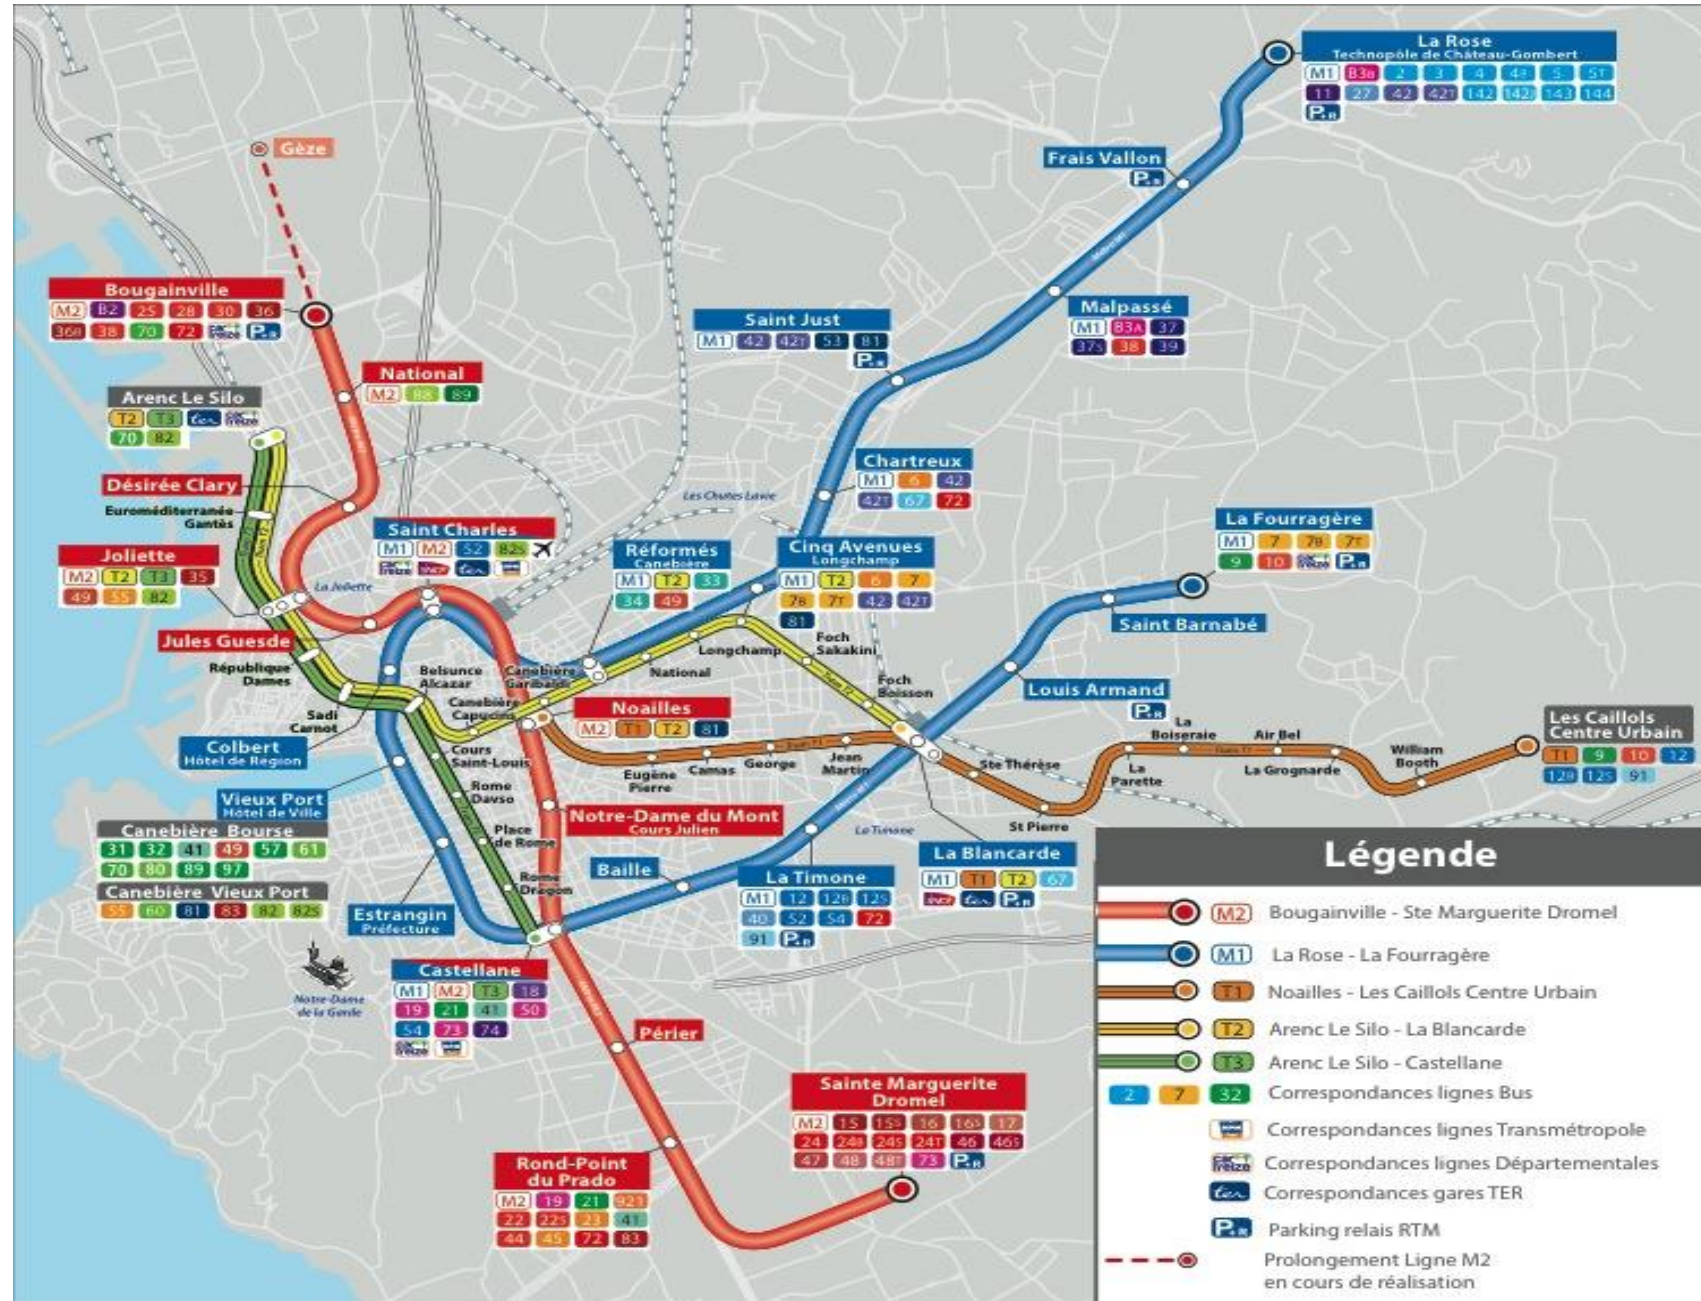 La Rose
Technopôle de Château-Gombert
M1 B3B 2 3 4 4B 5 5T
11 27 42 42T 142 142J 143 144
P+R
Gèze
Frais Vallon
P+R
Métro M1
Bougainville
M2 B2 25 28 30 36
36B 38 70 72 P+R
Malpassé
M1 B3A 37
37S 38 39
Saint Just
M1 42 42T 53 81
P+R
National
M2 88 89
Arenc Le Silo
T2 T3 ter
70 82
Chartreux
M1 6 42
42T 67 72
Les Chutes Lavie
Désirée Clary
Euroméditerranée
Gantès
Saint Charles
M1 M2 52 82S
SNCF ter
La Fourragère
M1 7 7B 7T
9 10 P+R
Joliette
M2 T2 T3 35
49 55 82
La Joliette
Réformés
Canebière
M1 T2 33
34 49
Cinq Avenues
Longchamp
M1 T2 6 7
7B 7T 42 42T
81
Saint Barnabé
Jules Guesde
République
Dames
Belsunce
Alcazar
Canebière
Garibaldi
National
Longchamp
Foch
Sakakini
Tram T2
Foch
Boisson
Louis Armand
P+R
Sadi
Carnot
Canebière
Capucins
Noailles
M2 T1 T2 81
Colbert
Hôtel de Region
Cours
Saint-Louis
Eugène
Pierre
Camas
George
Tram T1
Jean
Martin
Ste Thérèse
St Pierre
La
Parette
La
Boiseraie
Air Bel
La Grognarde
William
Booth
Les Caillols
Centre Urbain
T1 9 10 12
12B 12S 91
Vieux Port
Hôtel de Ville
Rome
Davso
Notre-Dame du Mont
Cours Julien
La Timone
Canebière Bourse
31 32 41 49 57 61
70 80 89 97
Canebière Vieux Port
55 60 81 83 82 82S
Place
de Rome
Rome
Dragon
Baille
La Timone
M1 12 12B 12S
40 52 54 72
91 P+R
La Blancarde
M1 T1 T2 67
SNCF ter P+R
Estrangin
Préfecture
Notre-Dame
de la Garde
Castellane
M1 M2 T3 18
19 21 41 50
54 73 74
Périer
Sainte Marguerite
Dromel
M2 15 15S 16 16S 17
24 24B 24S 24T 46 46S
47 48 48T 73 P+R
Rond-Point
du Prado
M2 19 21 921
22 22S 23 41
44 45 72 83
Légende
M2 Bougainville - Ste Marguerite Dromel
M1 La Rose - La Fourragère
T1 Noailles - Les Caillols Centre Urbain
T2 Arenc Le Silo - La Blancarde
T3 Arenc Le Silo - Castellane
2 7 32 Correspondances lignes Bus
Correspondances lignes Transmétropole
Correspondances lignes Départementales
ter Correspondances gares TER
P+R Parking relais RTM
Prolongement Ligne M2
en cours de réalisation